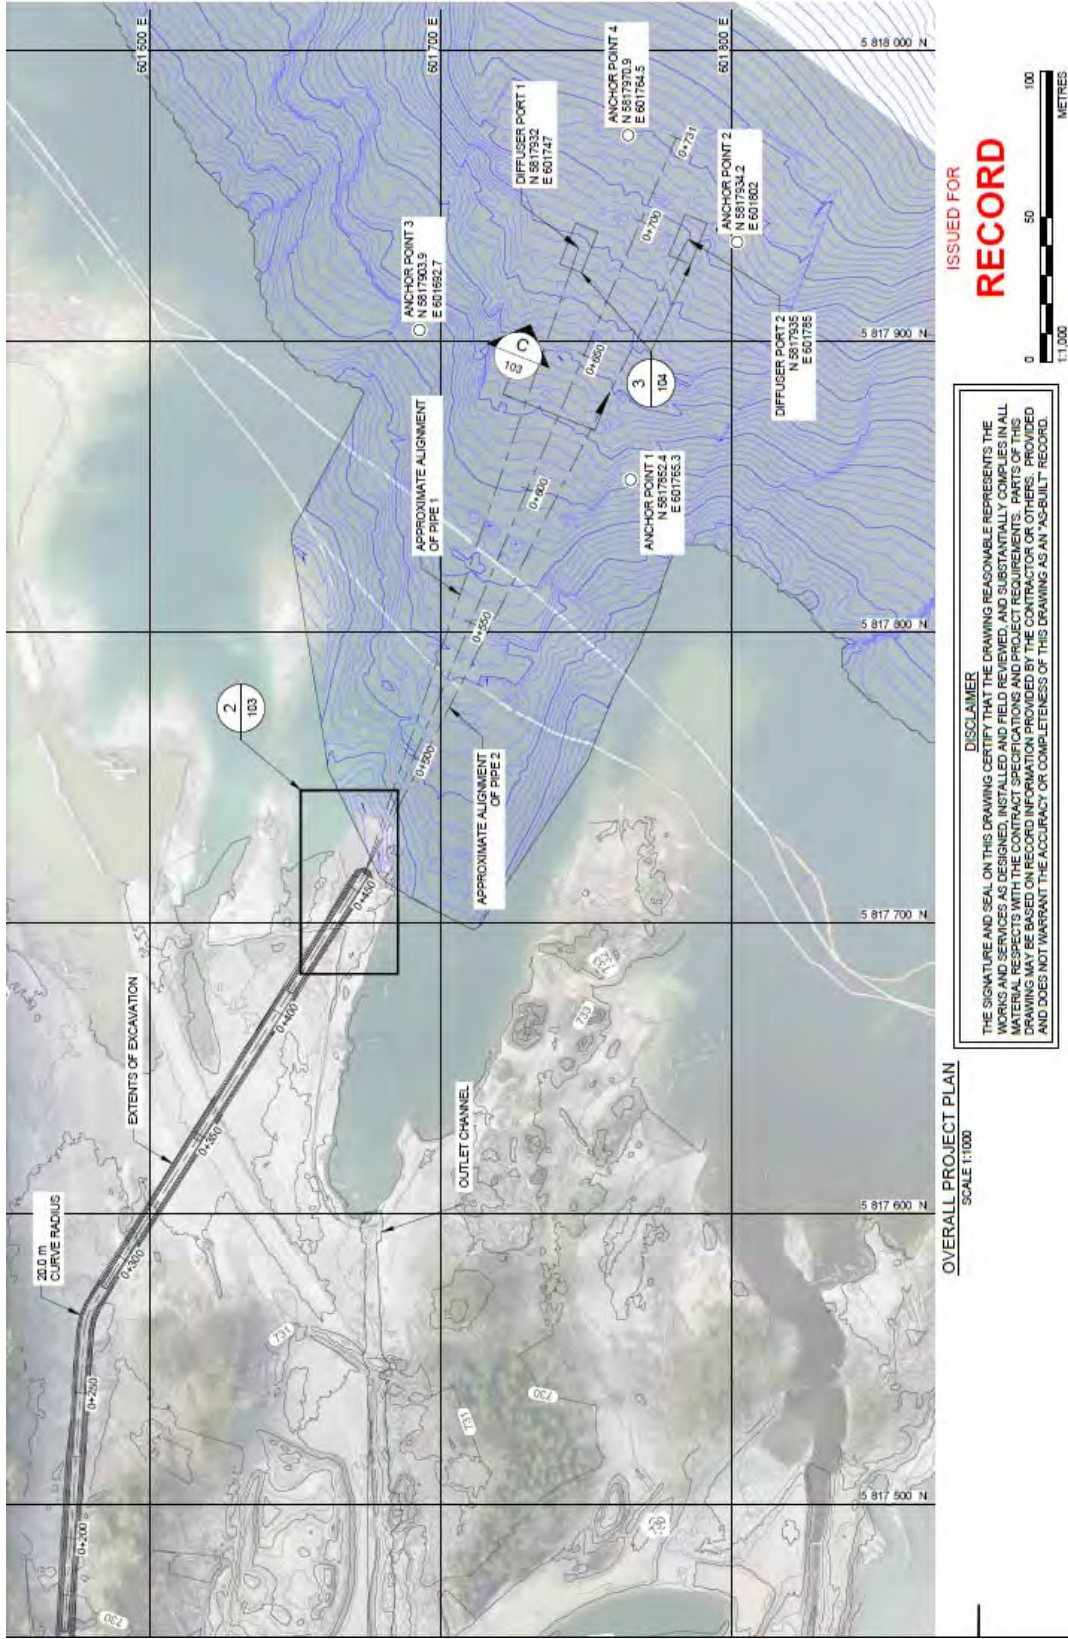 601 600 E
601 700 E
601 800 E
5 818 000 N
5 817 900 N
5 817 800 N
5 817 700 N
5 817 600 N
5 817 500 N
20.0 m
CURVE RADIUS
EXTENTS OF EXCAVATION
2
103
APPROXIMATE ALIGNMENT
OF PIPE 1
ANCHOR POINT 3
N 5817903.9
E 601692.7
DIFFUSER PORT 1
N 5817932
E 601747
ANCHOR POINT 4
N 5817970.9
E 601764.5
ANCHOR POINT 2
N 5817934.2
E 601802
C
103
3
104
ANCHOR POINT 1
N 5817852.4
E 601765.3
DIFFUSER PORT 2
N 5817935
E 601785
APPROXIMATE ALIGNMENT
OF PIPE 2
OUTLET CHANNEL
0+200
0+250
0+300
0+350
0+400
0+450
0+500
0+550
0+600
0+650
0+700
0+731
730
731
731
730
733
OVERALL PROJECT PLAN
SCALE 1:1000
DISCLAIMER
THE SIGNATURE AND SEAL ON THIS DRAWING CERTIFY THAT THE DRAWING REASONABLE REPRESENTS THE
WORKS AND SERVICES AS DESIGNED, INSTALLED AND FIELD REVIEWED, AND SUBSTANTIALLY COMPLIES IN ALL
MATERIAL RESPECTS WITH THE CONTRACT SPECIFICATIONS AND PROJECT REQUIREMENTS. PARTS OF THIS
DRAWING MAY BE BASED ON RECORD INFORMATION PROVIDED BY THE CONTRACTOR OR OTHERS. PROVIDED
AND DOES NOT WARRANT THE ACCURACY OR COMPLETENESS OF THIS DRAWING AS AN "AS-BUILT" RECORD.
ISSUED FOR
RECORD
0 50 100
1:1,000 METRES